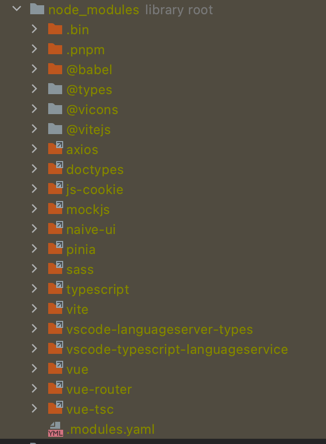 node_modules library root
.bin
.pnpm
@babel
@types
@vicons
@vitejs
axios
doctypes
js-cookie
mockjs
naive-ui
pinia
sass
typescript
vite
vscode-languageserver-types
vscode-typescript-languageservice
vue
vue-router
vue-tsc
.modules.yaml